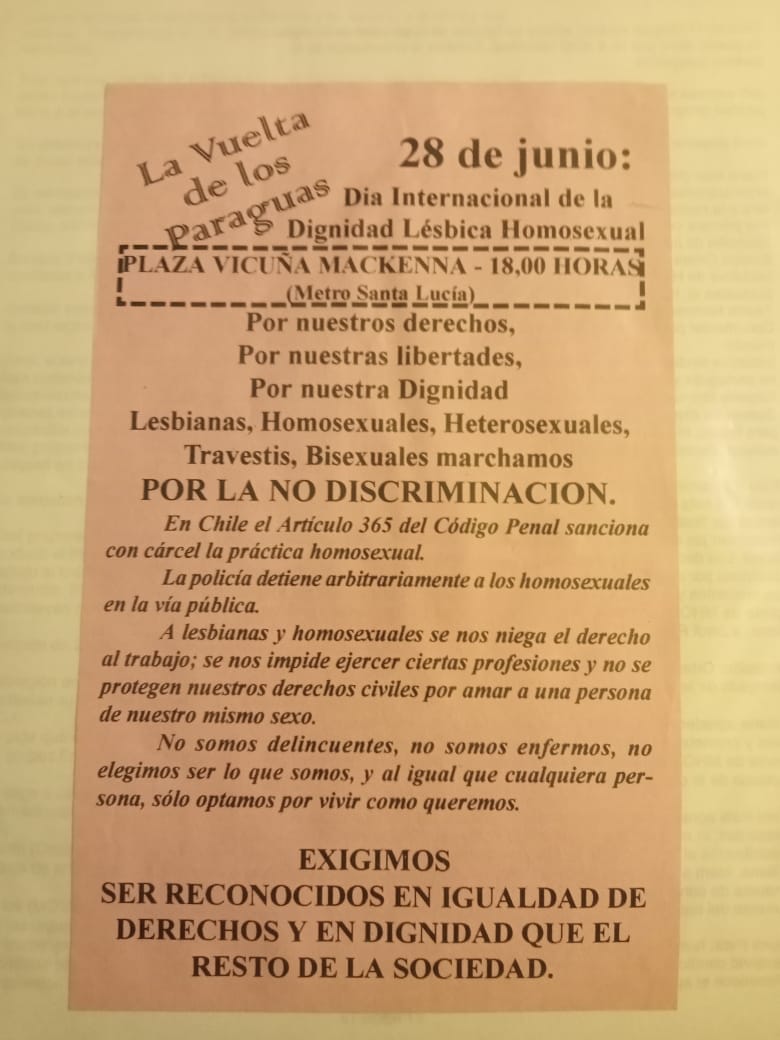 La Vuelta
de los
Paraguas
28 de junio:
Dia Internacional de la
Dignidad Lésbica Homosexual
PLAZA VICUÑA MACKENNA - 18,00 HORAS
(Metro Santa Lucía)
Por nuestros derechos,
Por nuestras libertades,
Por nuestra Dignidad
Lesbianas, Homosexuales, Heterosexuales,
Travestis, Bisexuales marchamos
POR LA NO DISCRIMINACION.
En Chile el Artículo 365 del Código Penal sanciona
con cárcel la práctica homosexual.
La policía detiene arbitrariamente a los homosexuales
en la vía pública.
A lesbianas y homosexuales se nos niega el derecho
al trabajo; se nos impide ejercer ciertas profesiones y no se
protegen nuestros derechos civiles por amar a una persona
de nuestro mismo sexo.
No somos delincuentes, no somos enfermos, no
elegimos ser lo que somos, y al igual que cualquiera per-
sona, sólo optamos por vivir como queremos.
EXIGIMOS
SER RECONOCIDOS EN IGUALDAD DE
DERECHOS Y EN DIGNIDAD QUE EL
RESTO DE LA SOCIEDAD.